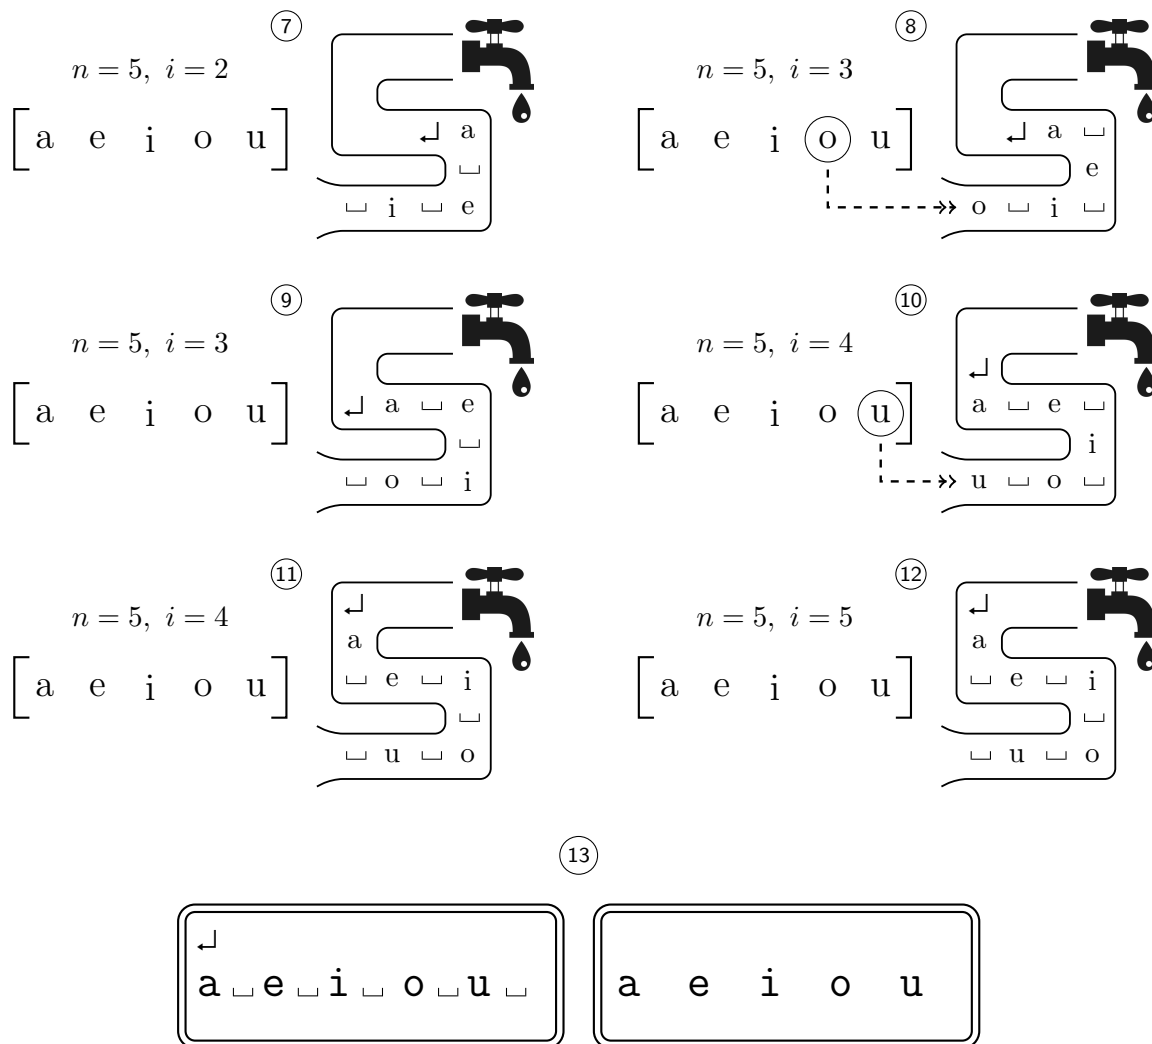 7
n = 5, i = 2
[a e i o u]
↵ a
␣
␣ i ␣ e
8
n = 5, i = 3
[a e i o u]
↵ a ␣
e
o ␣ i ␣
9
n = 5, i = 3
[a e i o u]
↵ a ␣ e
␣
␣ o ␣ i
10
n = 5, i = 4
[a e i o u]
↵
a ␣ e ␣
i
u ␣ o ␣
11
n = 5, i = 4
[a e i o u]
↵
a
␣ e ␣ i
␣
␣ u ␣ o
12
n = 5, i = 5
[a e i o u]
↵
a
␣ e ␣ i
␣
␣ u ␣ o
13
↵
a␣e␣i␣o␣u␣
a e i o u